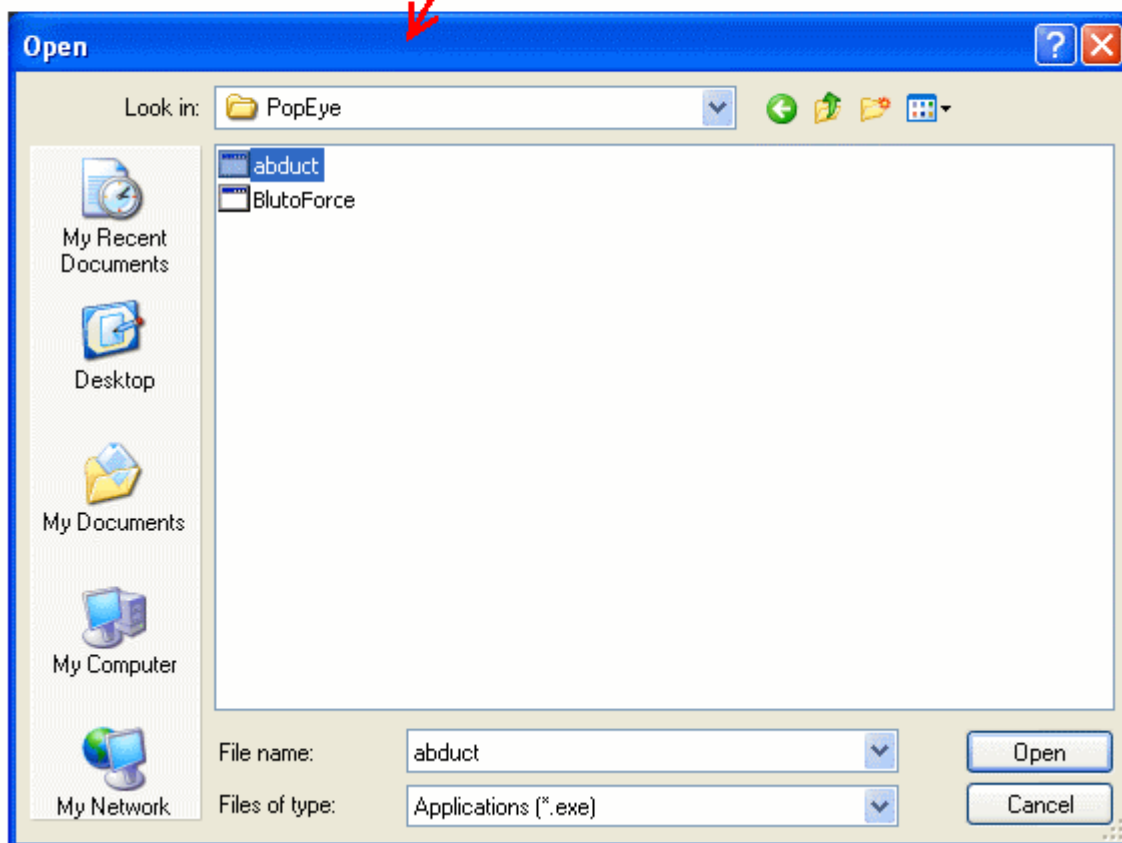 Open
Look in: PopEye
abduct
BlutoForce
My Recent
Documents
Desktop
My Documents
My Computer
My Network
File name: abduct Open
Files of type: Applications (*.exe) Cancel